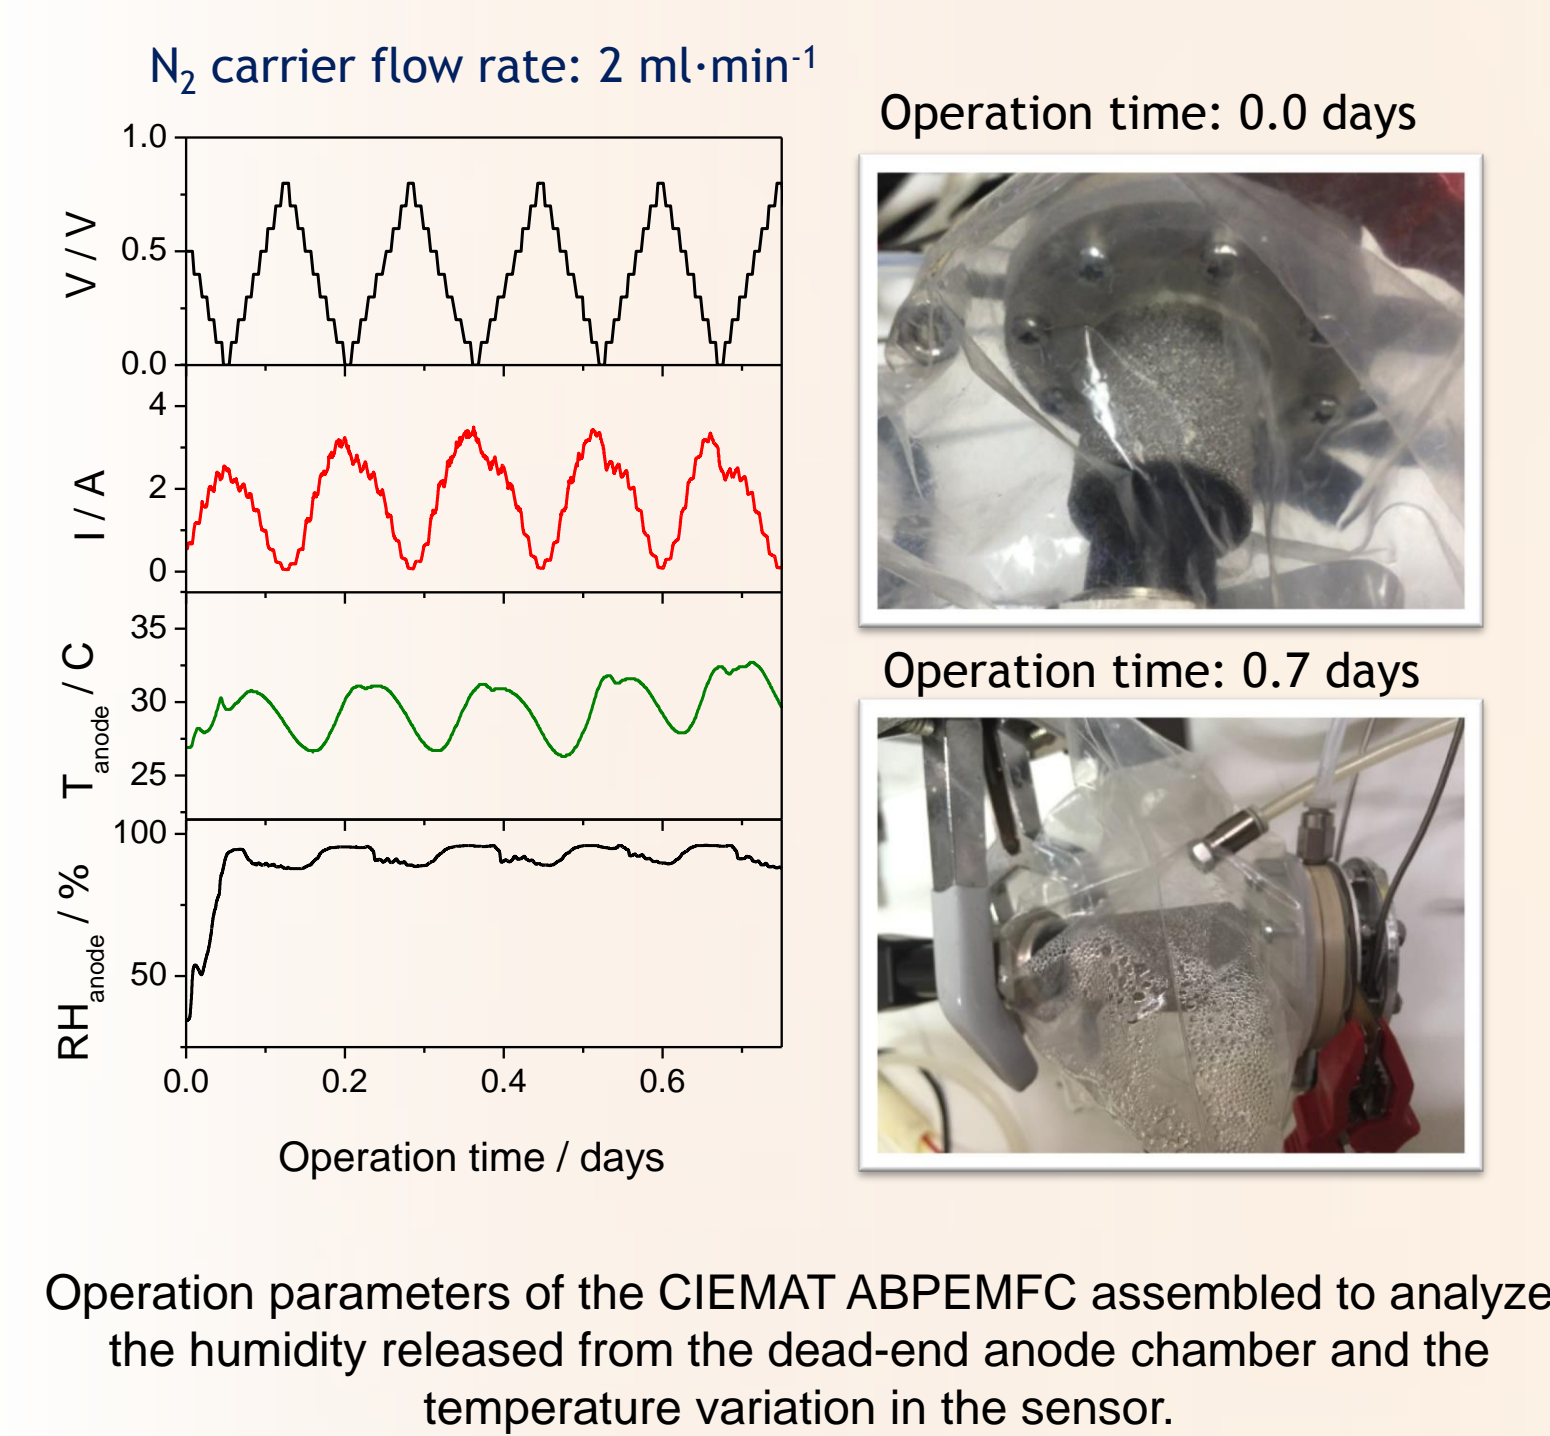 N₂ carrier flow rate: 2 ml·min⁻¹
Operation time: 0.0 days
1.0
0.5
0.0
V / V
4
2
0
I / A
35
30
25
T anode / C
100
50
RH anode / %
0.0 0.2 0.4 0.6
Operation time / days
Operation time: 0.7 days
Operation parameters of the CIEMAT ABPEMFC assembled to analyze
the humidity released from the dead-end anode chamber and the
temperature variation in the sensor.